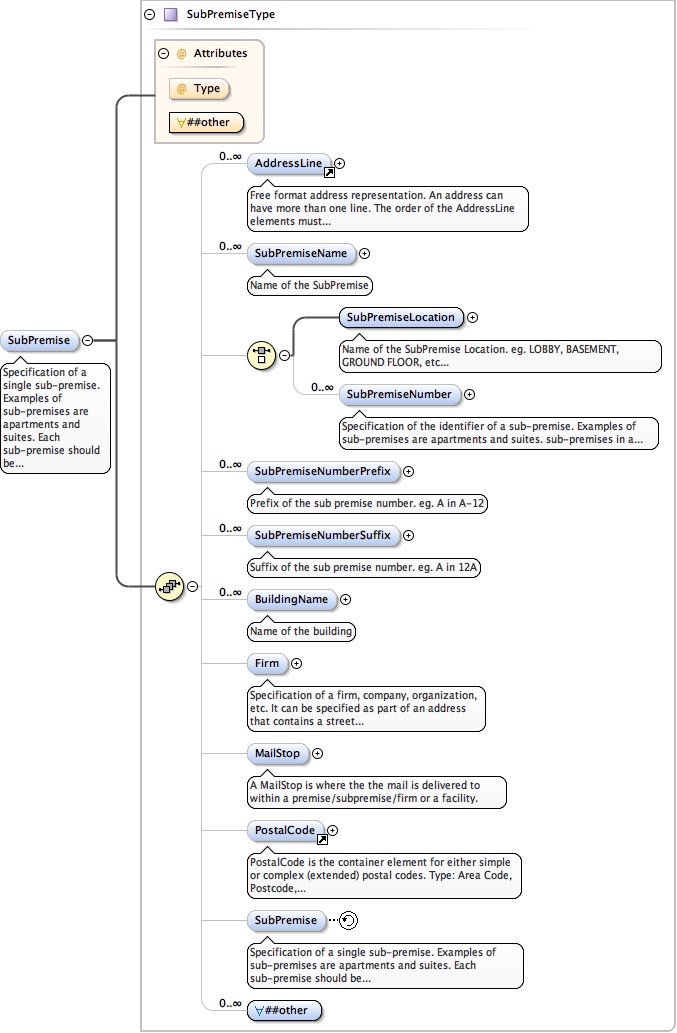 SubPremiseType
@ Attributes
@ Type
∀##other
0..∞
AddressLine
Free format address representation. An address can
have more than one line. The order of the AddressLine
elements must...
0..∞
SubPremiseName
Name of the SubPremise
SubPremiseLocation
Name of the SubPremise Location. eg. LOBBY, BASEMENT,
GROUND FLOOR, etc...
0..∞
SubPremiseNumber
Specification of the identifier of a sub-premise. Examples of
sub-premises are apartments and suites. sub-premises in a...
SubPremise
Specification of a
single sub-premise.
Examples of
sub-premises are
apartments and
suites. Each
sub-premise should
be...
0..∞
SubPremiseNumberPrefix
Prefix of the sub premise number. eg. A in A-12
0..∞
SubPremiseNumberSuffix
Suffix of the sub premise number. eg. A in 12A
0..∞
BuildingName
Name of the building
Firm
Specification of a firm, company, organization,
etc. It can be specified as part of an address
that contains a street...
MailStop
A MailStop is where the the mail is delivered to
within a premise/subpremise/firm or a facility.
PostalCode
PostalCode is the container element for either simple
or complex (extended) postal codes. Type: Area Code,
Postcode,...
SubPremise
Specification of a single sub-premise. Examples of
sub-premises are apartments and suites. Each
sub-premise should be...
0..∞
∀##other